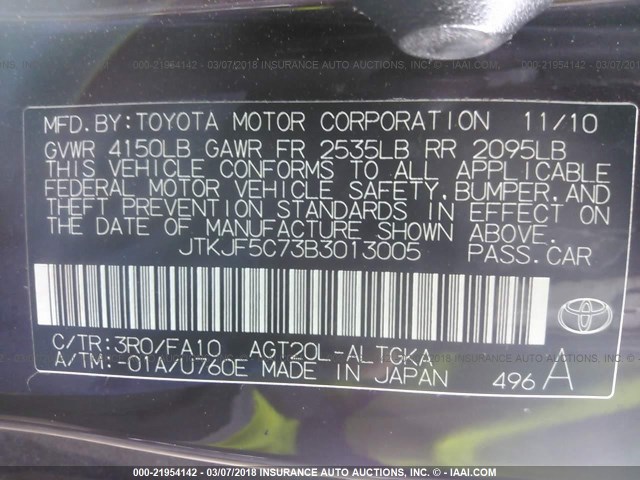 000-21954142 - 03/07/2018 INSURANCE AUTO AUCTIONS, INC. © - IAAI.COM
MFD.BY:TOYOTA MOTOR CORPORATION 11/10
GVWR 4150LB GAWR FR 2535LB RR 2095LB
THIS VEHICLE CONFORMS TO ALL APPLICABLE
FEDERAL MOTOR VEHICLE SAFETY,BUMPER,AND
THEFT PREVENTION STANDARDS IN EFFECT ON
THE DATE OF MANUFACTURE SHOWN ABOVE.
JTKJF5C73B3013005 PASS.CAR
C/TR:3R0/FA10 AGT20L-ALTGKA
A/TM:-01A/U760E MADE IN JAPAN 496 A
000-21954142 - 03/07/2018 INSURANCE AUTO AUCTIONS, INC. © - IAAI.COM